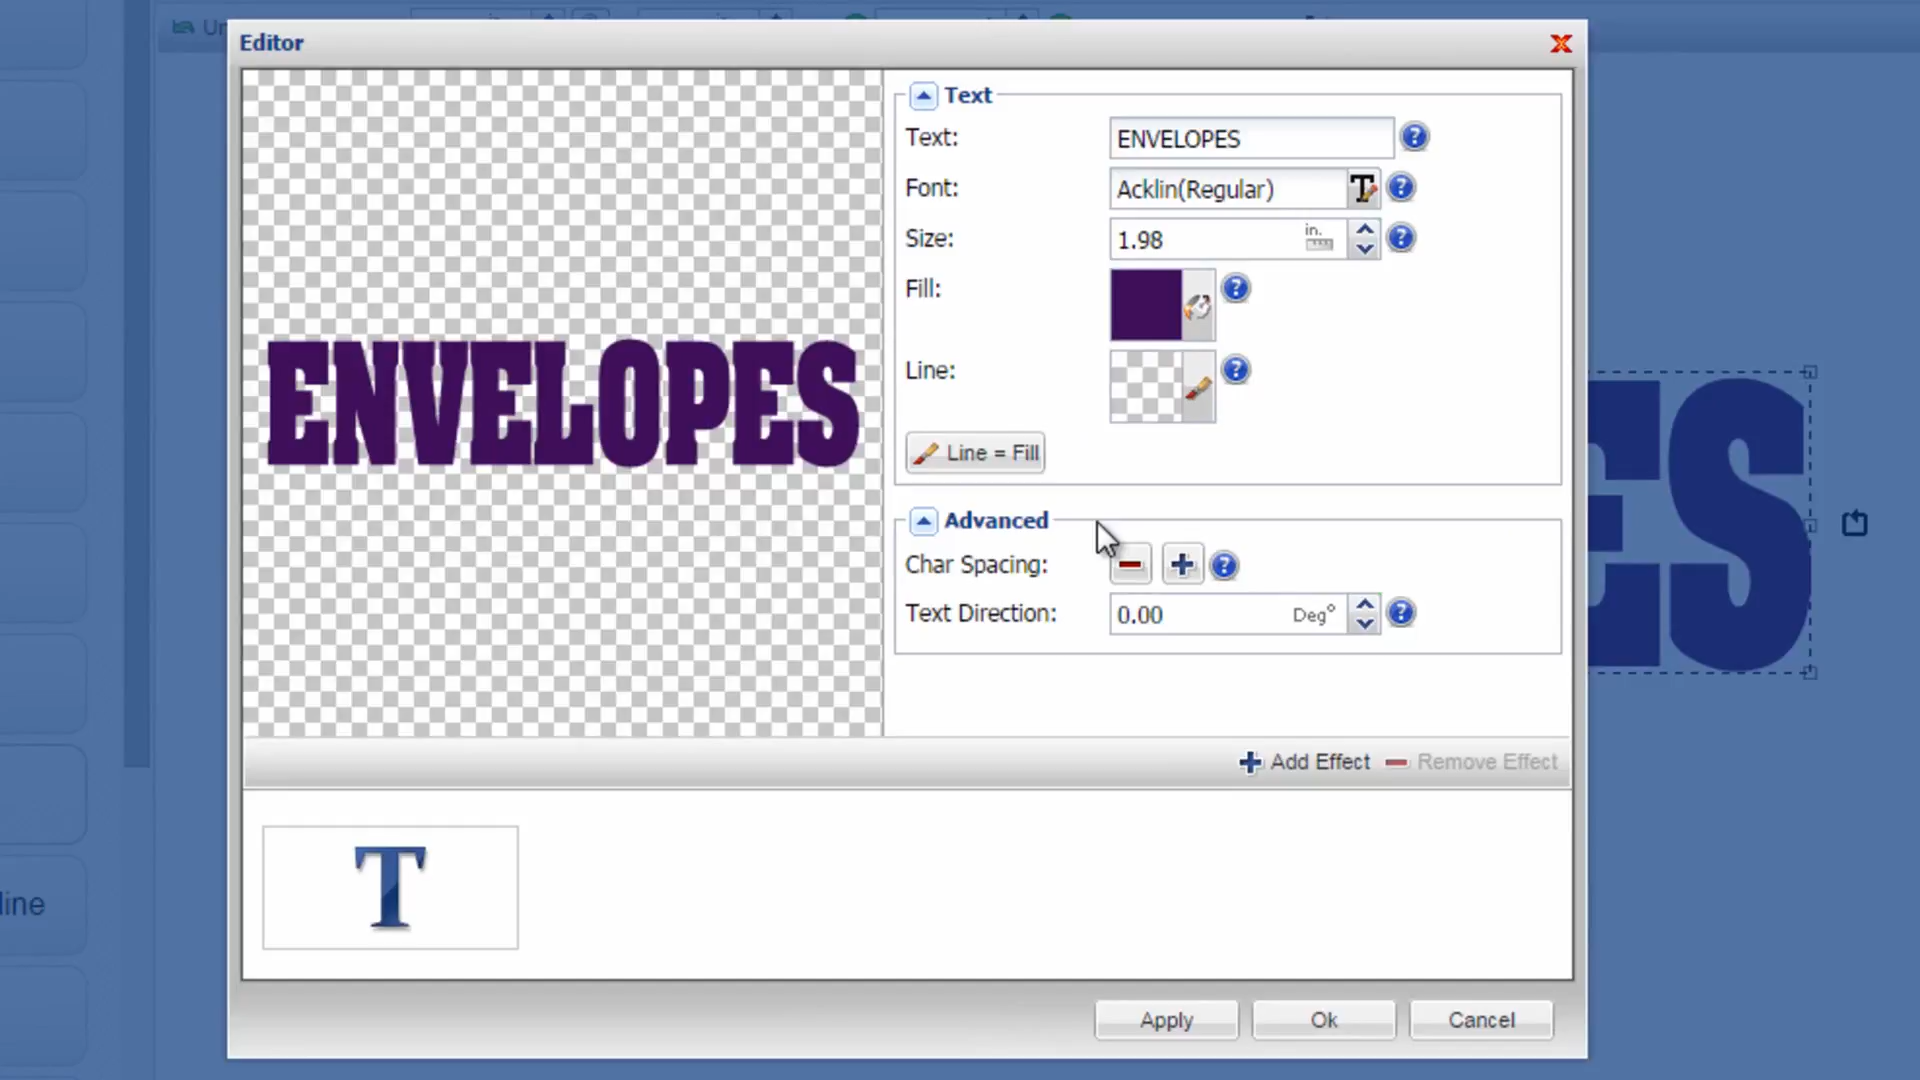 Editor
Text
Text: ENVELOPES
Font: Acklin(Regular)
Size: 1.98 in.
Fill:
Line:
Line = Fill
Advanced
Char Spacing:
Text Direction: 0.00 Deg°
ENVELOPES
ES
Add Effect Remove Effect
T
line
Apply Ok Cancel